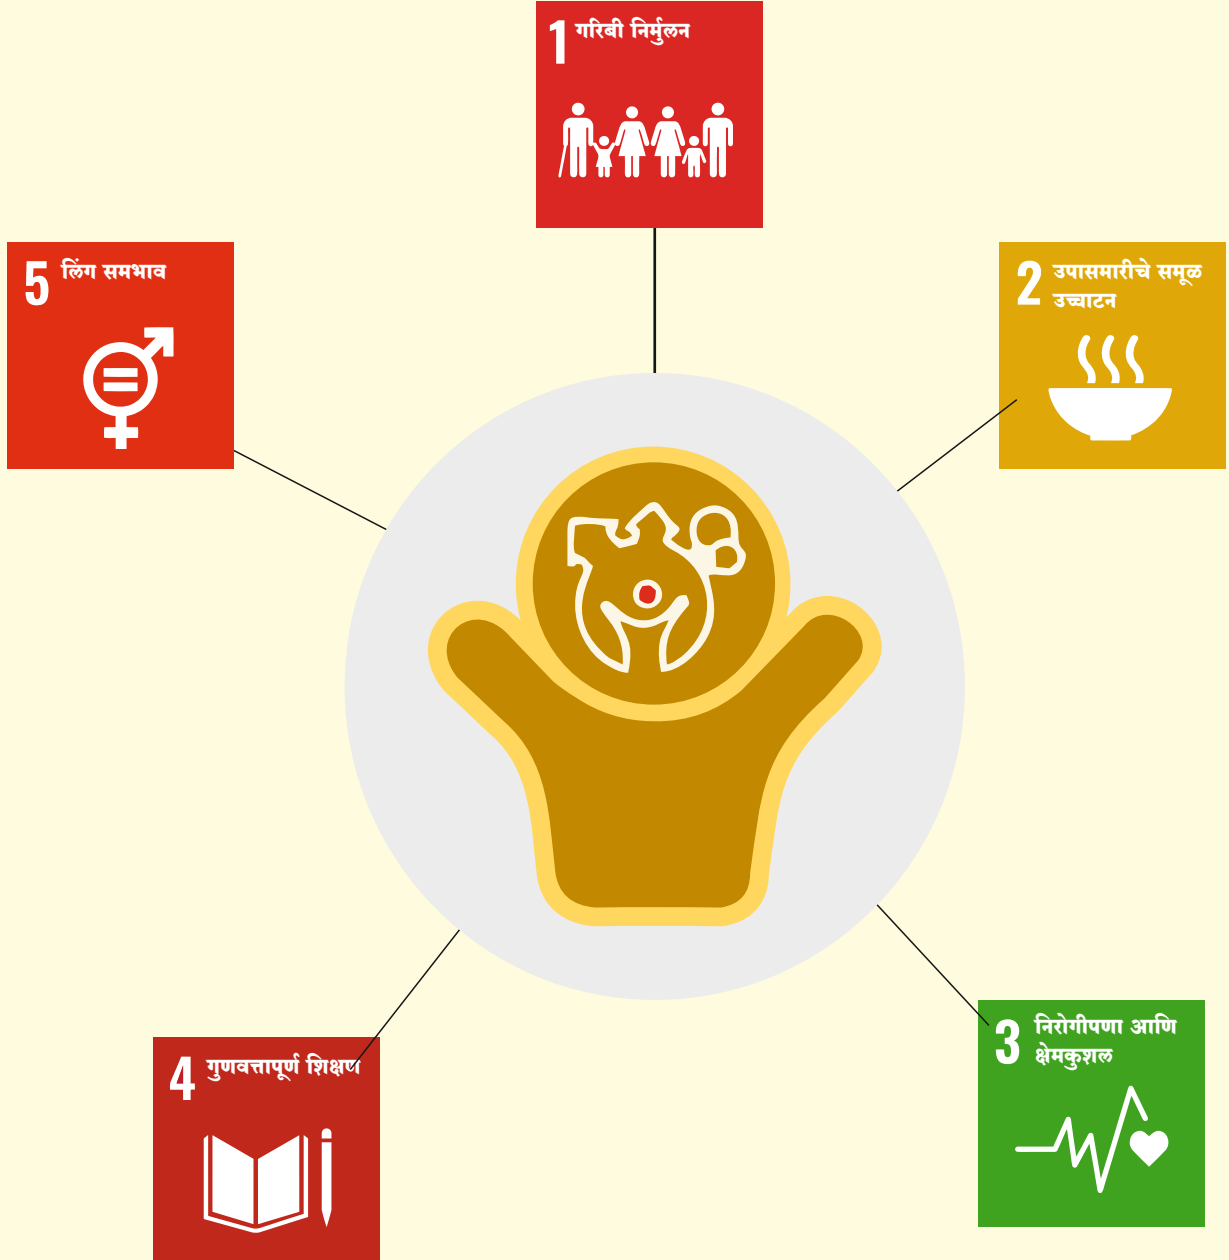 1 गरिबी निर्मुलन
2 उपासमारीचे समूळ
उच्चाटन
3 निरोगीपणा आणि
क्षेमकुशल
4 गुणवत्तापूर्ण शिक्षण
5 लिंग समभाव